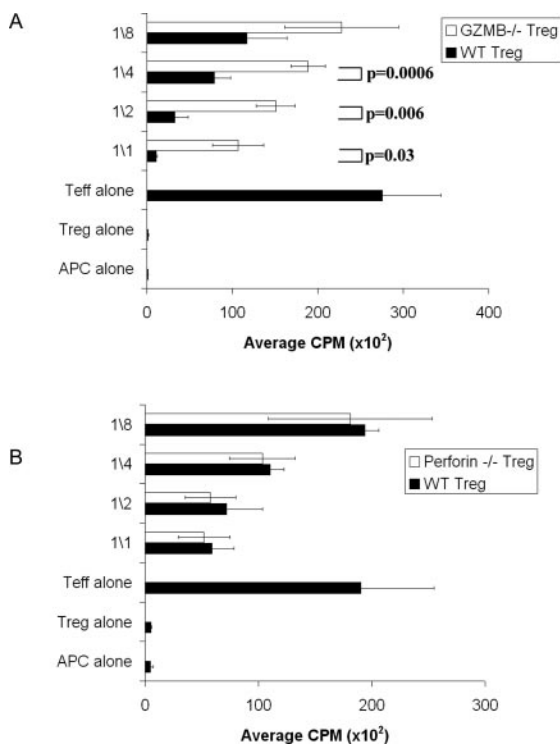 A
GZMB-/- Treg
WT Treg
1\8
1\4
p=0.0006
1\2
p=0.006
1\1
p=0.03
Teff alone
Treg alone
APC alone
0 100 200 300 400
Average CPM (x10²)
B
Perforin -/- Treg
WT Treg
1\8
1\4
1\2
1\1
Teff alone
Treg alone
APC alone
0 100 200 300
Average CPM (x10²)